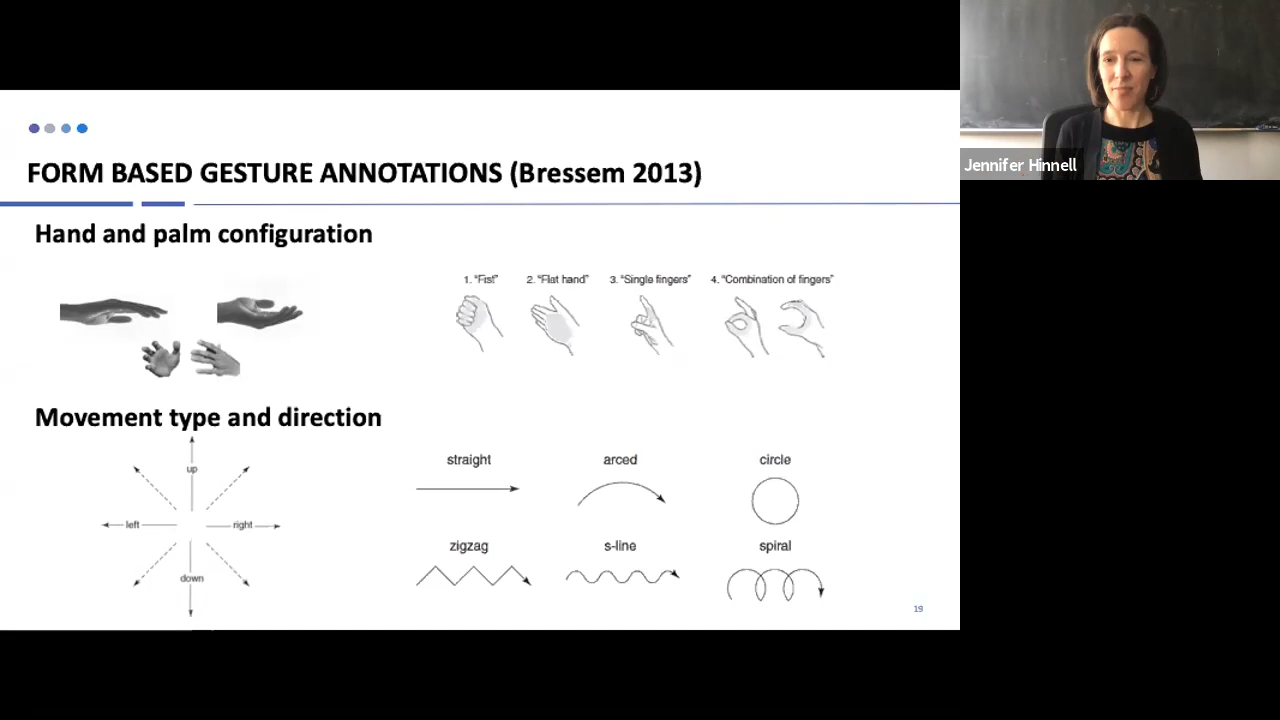 FORM BASED GESTURE ANNOTATIONS (Bressem 2013)
Jennifer Hinnell
Hand and palm configuration
1. "Fist" 2. "Flat hand" 3. "Single fingers" 4. "Combination of fingers"
Movement type and direction
up
left
right
down
straight arced circle
zigzag s-line spiral
19